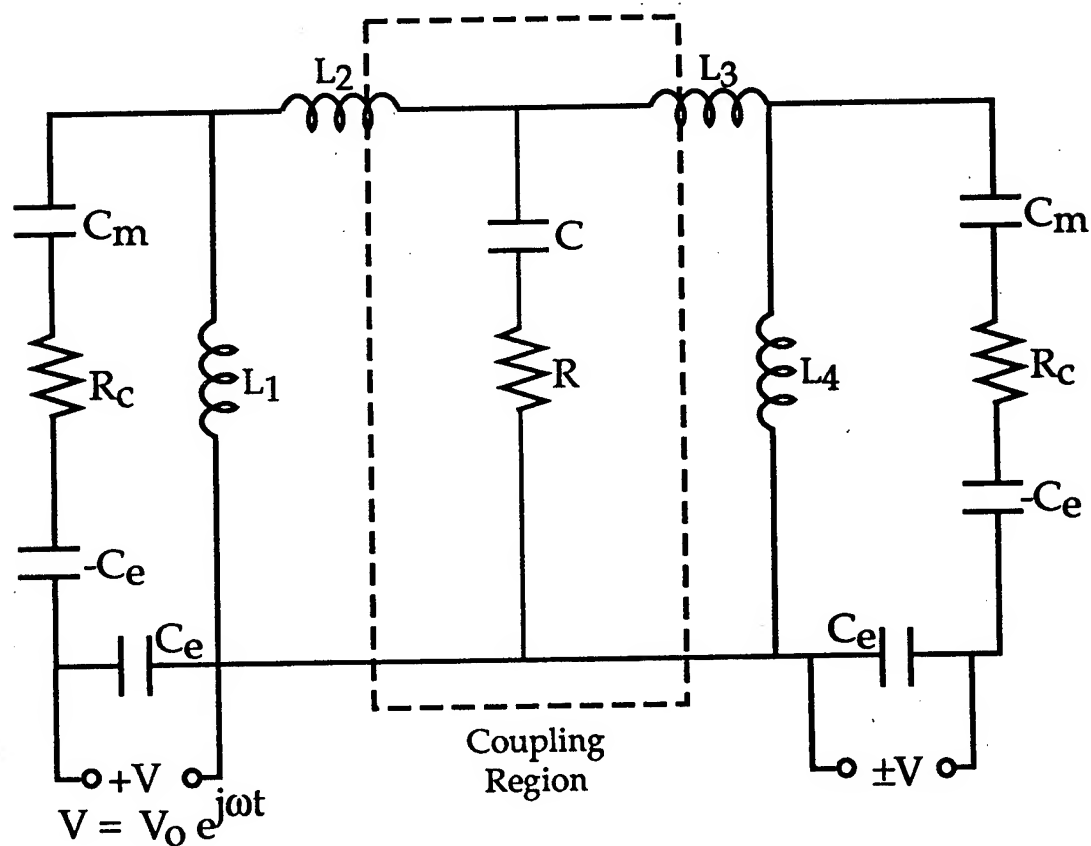 L2
L3
Cm
C
Cm
Rc
L1
R
L4
Rc
-Ce
-Ce
Ce
Ce
Coupling
Region
+V
±V
V = Vo e^jωt